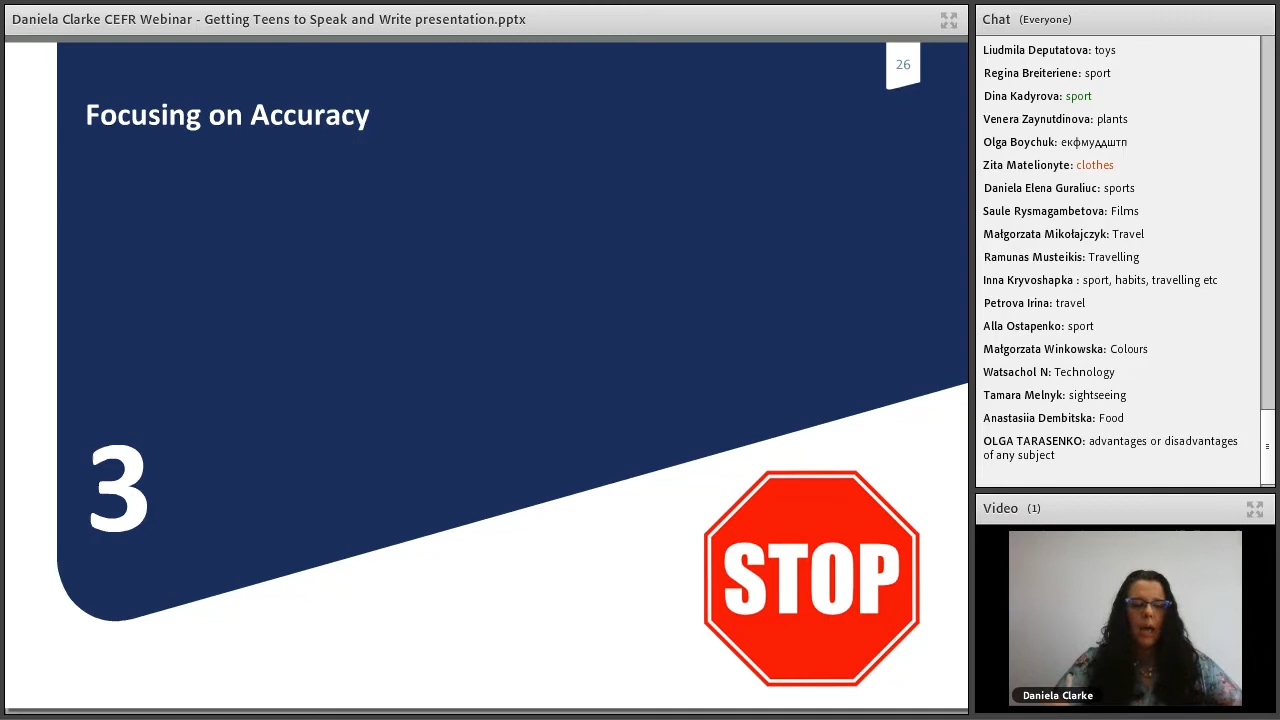 Daniela Clarke CEFR Webinar - Getting Teens to Speak and Write presentation.pptx
26
Focusing on Accuracy
3
STOP
Chat (Everyone)
Liudmila Deputatova: toys
Regina Breiteriene: sport
Dina Kadyrova: sport
Venera Zaynutdinova: plants
Olga Boychuk: екфмуддштп
Zita Matelionyte: clothes
Daniela Elena Guraliuc: sports
Saule Rysmagambetova: Films
Małgorzata Mikołajczyk: Travel
Ramunas Musteikis: Travelling
Inna Kryvoshapka : sport, habits, travelling etc
Petrova Irina: travel
Alla Ostapenko: sport
Małgorzata Winkowska: Colours
Watsachol N: Technology
Tamara Melnyk: sightseeing
Anastasiia Dembitska: Food
OLGA TARASENKO: advantages or disadvantages
of any subject
Video (1)
Daniela Clarke